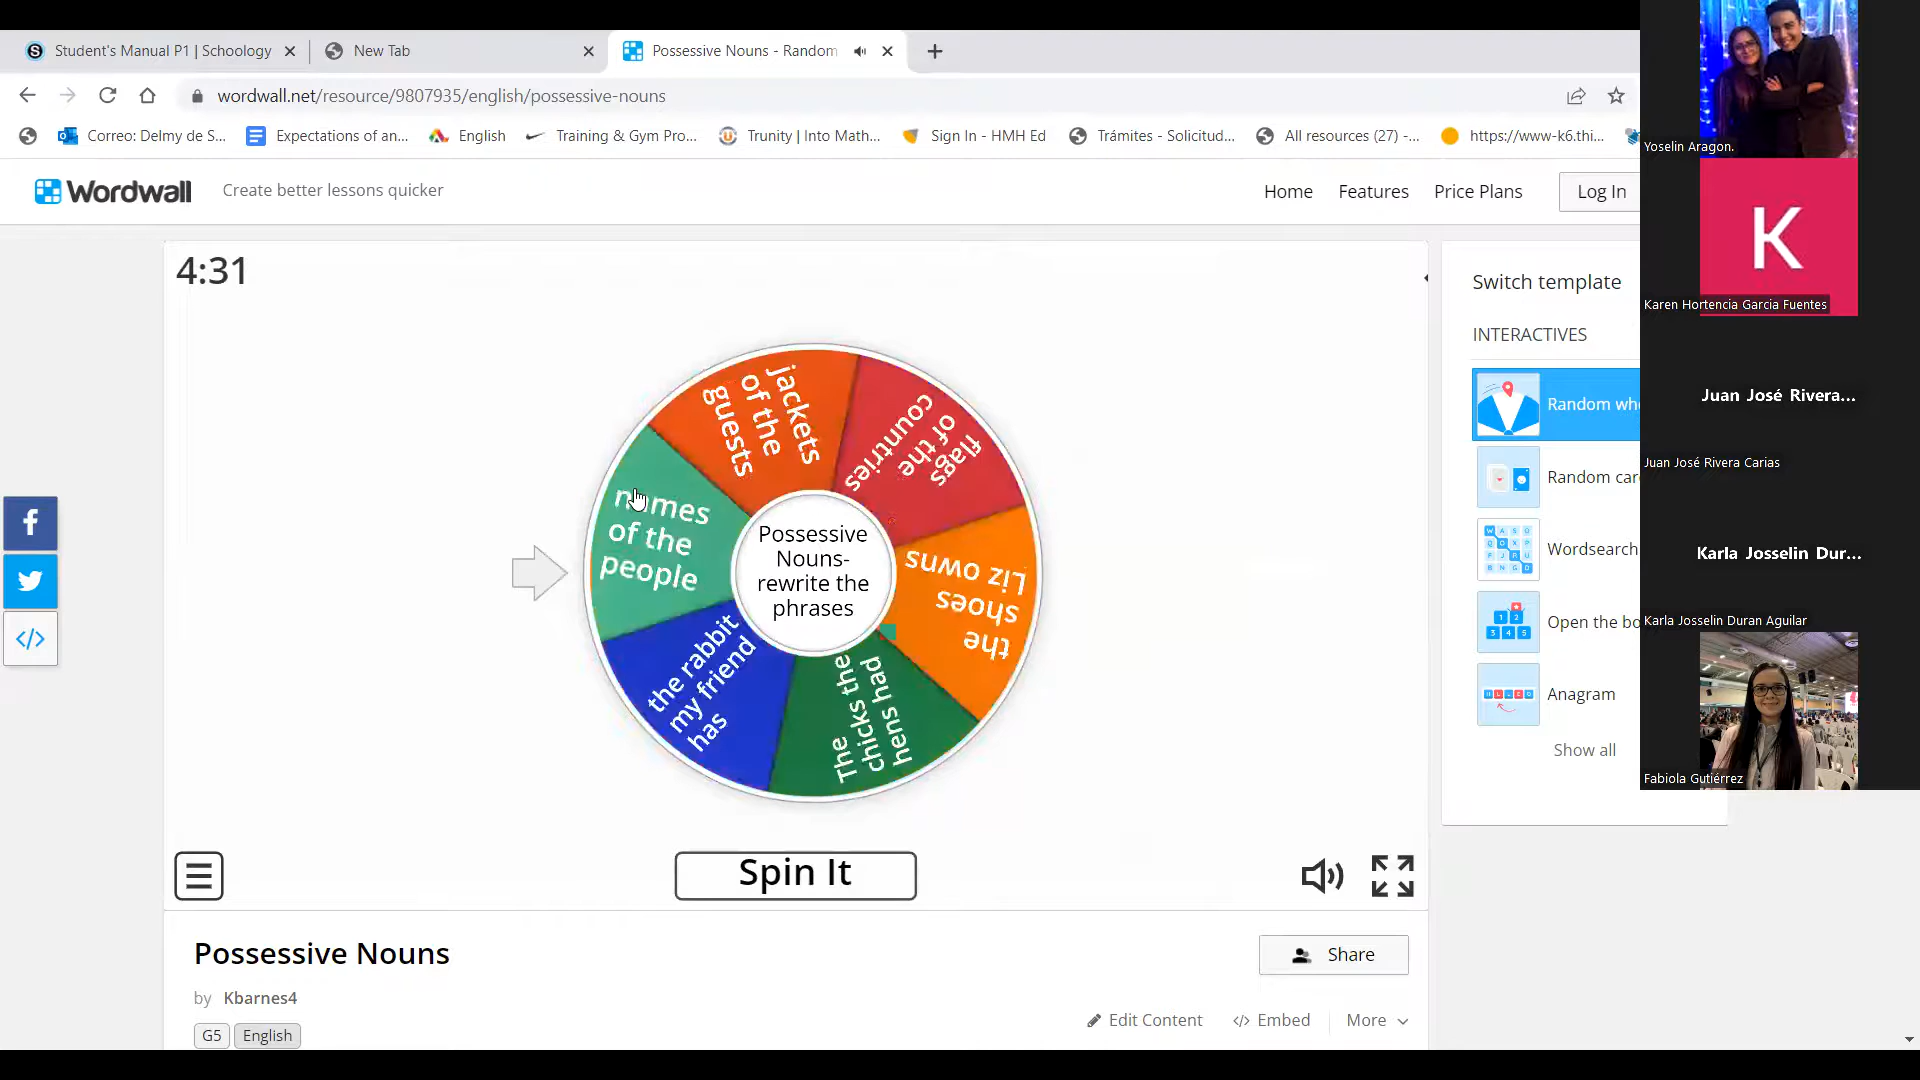 Student's Manual P1 | Schoology
New Tab
Possessive Nouns - Random
wordwall.net/resource/9807935/english/possessive-nouns
Correo: Delmy de S...
Expectations of an...
English
Training & Gym Pro...
Trunity | Into Math...
Sign In - HMH Ed
Trámites - Solicitud...
All resources (27) -...
https://www-k6.thi...
Wordwall
Create better lessons quicker
Home
Features
Price Plans
Log In
4:31
jackets
of the
guests
flags
of the
countries
the
shoes
Liz owns
The
chicks the
hens had
the rabbit
my friend
has
names
of the
people
Possessive
Nouns-
rewrite the
phrases
Spin It
Possessive Nouns
by Kbarnes4
G5
English
Share
Edit Content
Embed
More
Switch template
INTERACTIVES
Random whe
Random car
Wordsearch
Open the bo
Anagram
Show all
Yoselin Aragon.
K
Karen Hortencia Garcia Fuentes
Juan José Rivera...
Juan José Rivera Carias
Karla Josselin Dur...
Karla Josselin Duran Aguilar
Fabiola Gutiérrez